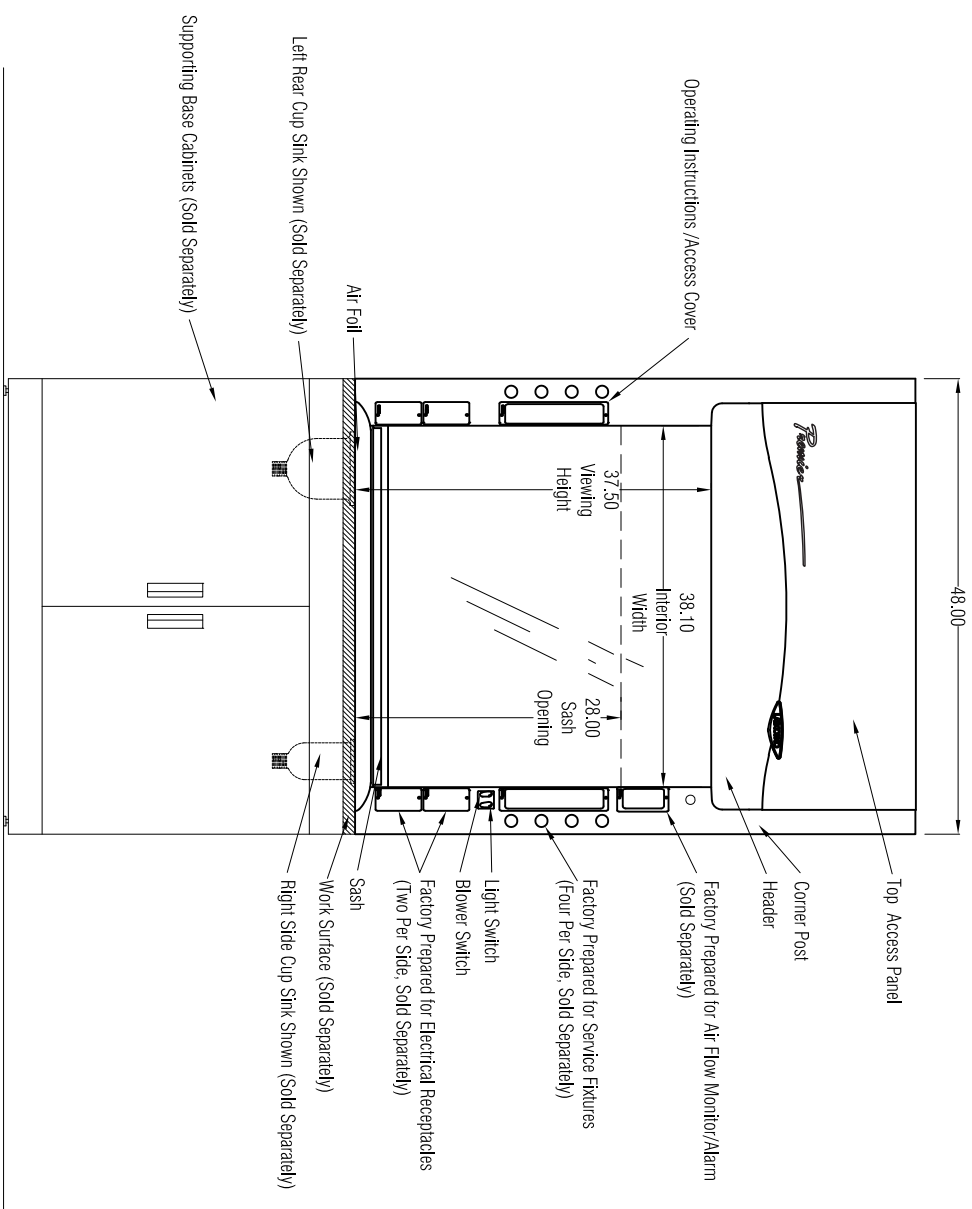 48.00
Premier
LABCONCO
Top Access Panel
Corner Post
Header
Factory Prepared for Air Flow Monitor/Alarm
(Sold Separately)
Operating Instructions /Access Cover
37.50
Viewing
Height
38.10
Interior
Width
28.00
Sash
Opening
Factory Prepared for Service Fixtures
(Four Per Side, Sold Separately)
Light Switch
Blower Switch
Factory Prepared for Electrical Receptacles
(Two Per Side, Sold Separately)
Air Foil
Sash
Work Surface (Sold Separately)
Left Rear Cup Sink Shown (Sold Separately)
Right Side Cup Sink Shown (Sold Separately)
Supporting Base Cabinets (Sold Separately)